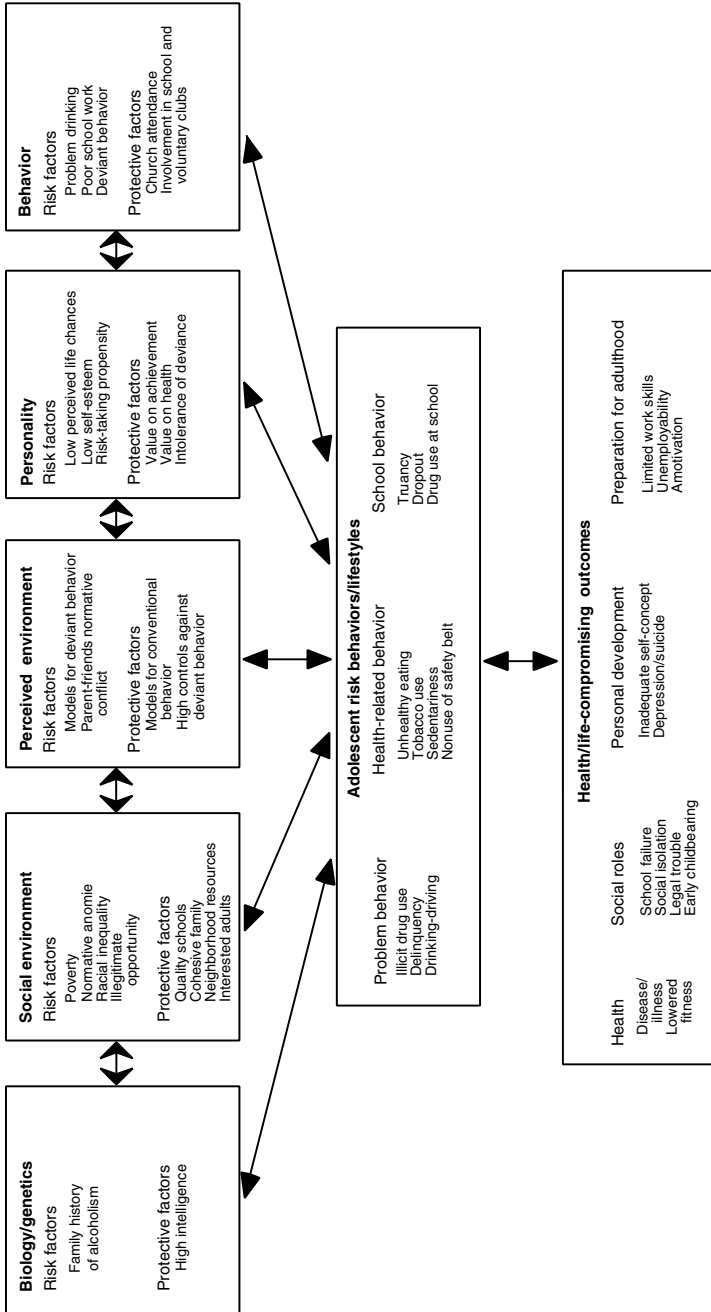 Biology/genetics
Risk factors
Family history
of alcoholism
Protective factors
High intelligence
Social environment
Risk factors
Poverty
Normative anomie
Racial inequality
Illegitimate
opportunity
Protective factors
Quality schools
Cohesive family
Neighborhood resources
Interested adults
Perceived environment
Risk factors
Models for deviant behavior
Parent-friends normative
conflict
Protective factors
Models for conventional
behavior
High controls against
deviant behavior
Personality
Risk factors
Low perceived life chances
Low self-esteem
Risk-taking propensity
Protective factors
Value on achievement
Value on health
Intolerance of deviance
Behavior
Risk factors
Problem drinking
Poor school work
Deviant behavior
Protective factors
Church attendance
Involvement in school and
voluntary clubs
Adolescent risk behaviors/lifestyles
Problem behavior
Illicit drug use
Delinquency
Drinking-driving
Health-related behavior
Unhealthy eating
Tobacco use
Sedentariness
Nonuse of safety belt
School behavior
Truancy
Dropout
Drug use at school
Health/life-compromising outcomes
Health
Disease/
illness
Lowered
fitness
Social roles
School failure
Social isolation
Legal trouble
Early childbearing
Personal development
Inadequate self-concept
Depression/suicide
Preparation for adulthood
Limited work skills
Unemployability
Amotivation